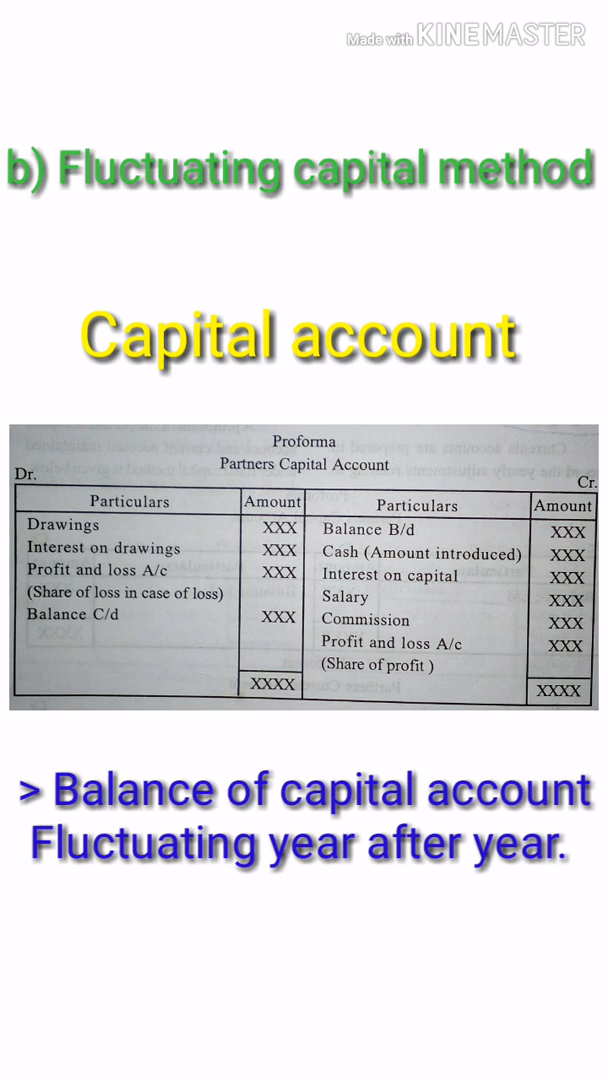 Made with KINEMASTER
b) Fluctuating capital method
Capital account
Proforma
Partners Capital Account
Dr. Cr.
Particulars Amount Particulars Amount
Drawings XXX Balance B/d XXX
Interest on drawings XXX Cash (Amount introduced) XXX
Profit and loss A/c XXX Interest on capital XXX
(Share of loss in case of loss) Salary XXX
Balance C/d XXX Commission XXX
Profit and loss A/c XXX
(Share of profit )
XXXX XXXX
> Balance of capital account
Fluctuating year after year.